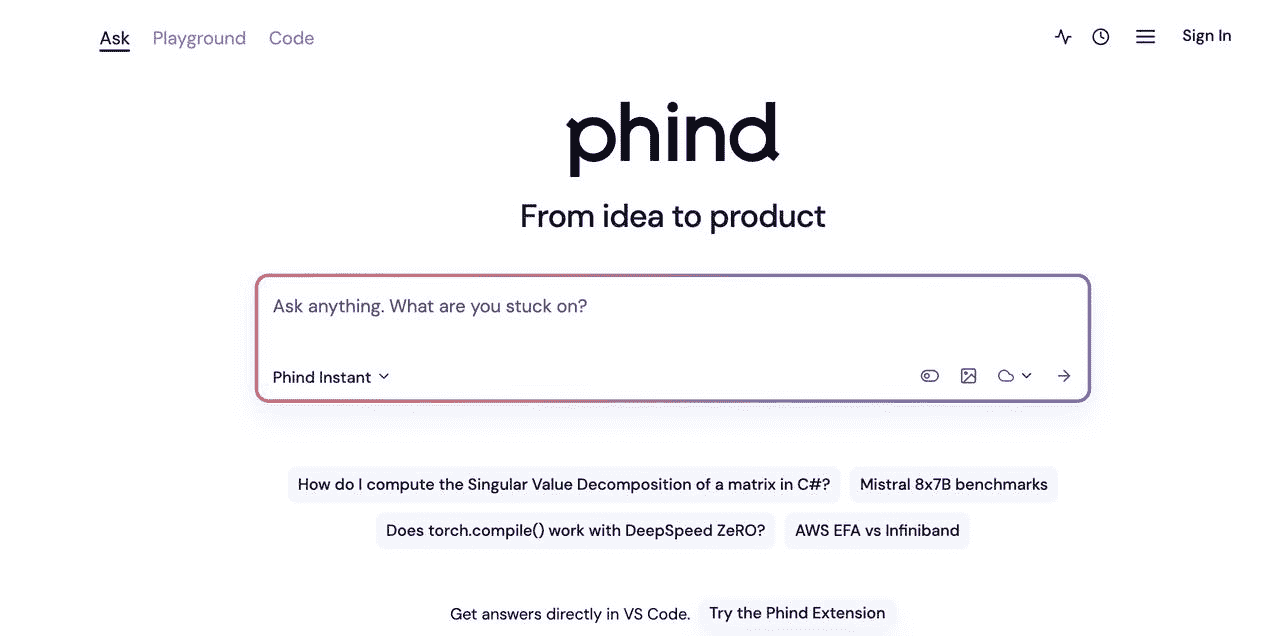 Ask Playground Code Sign In
phind
From idea to product
Ask anything. What are you stuck on?
Phind Instant
How do I compute the Singular Value Decomposition of a matrix in C#? Mistral 8x7B benchmarks
Does torch.compile() work with DeepSpeed ZeRO? AWS EFA vs Infiniband
Get answers directly in VS Code. Try the Phind Extension